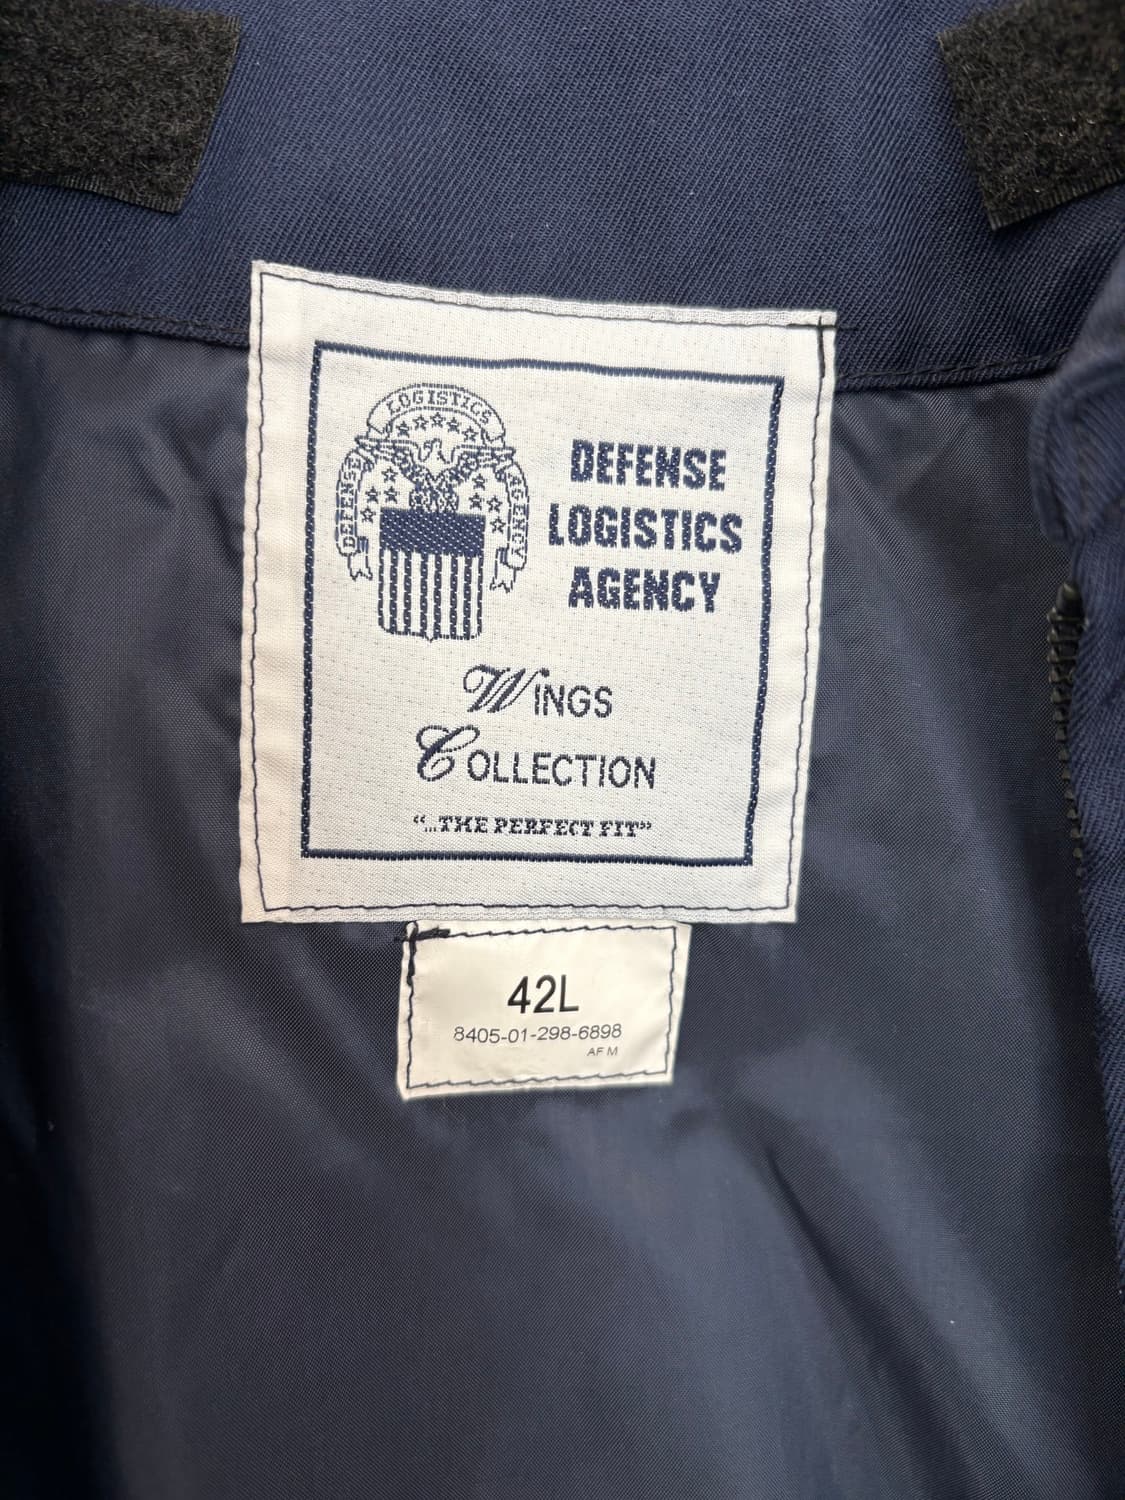 DEFENSE LOGISTICS AGENCY
DEFENSE
LOGISTICS
AGENCY
WINGS
COLLECTION
“...THE PERFECT FIT”
42L
8405-01-298-6898
AF M